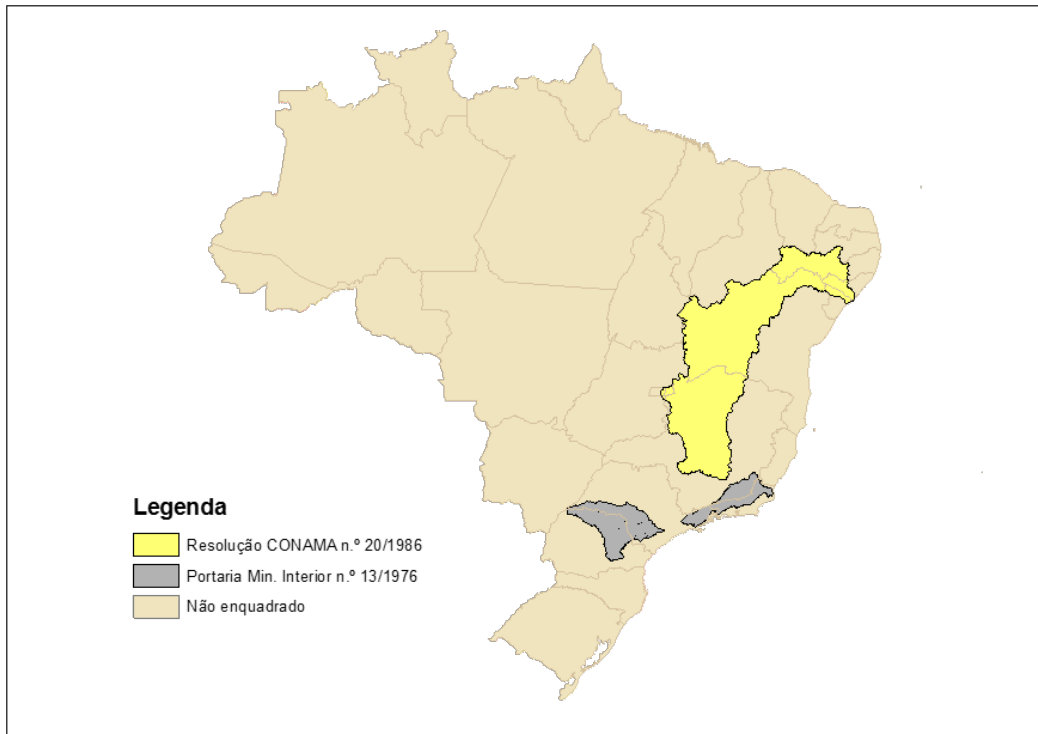 Legenda
Resolução CONAMA n.º 20/1986
Portaria Min. Interior n.º 13/1976
Não enquadrado